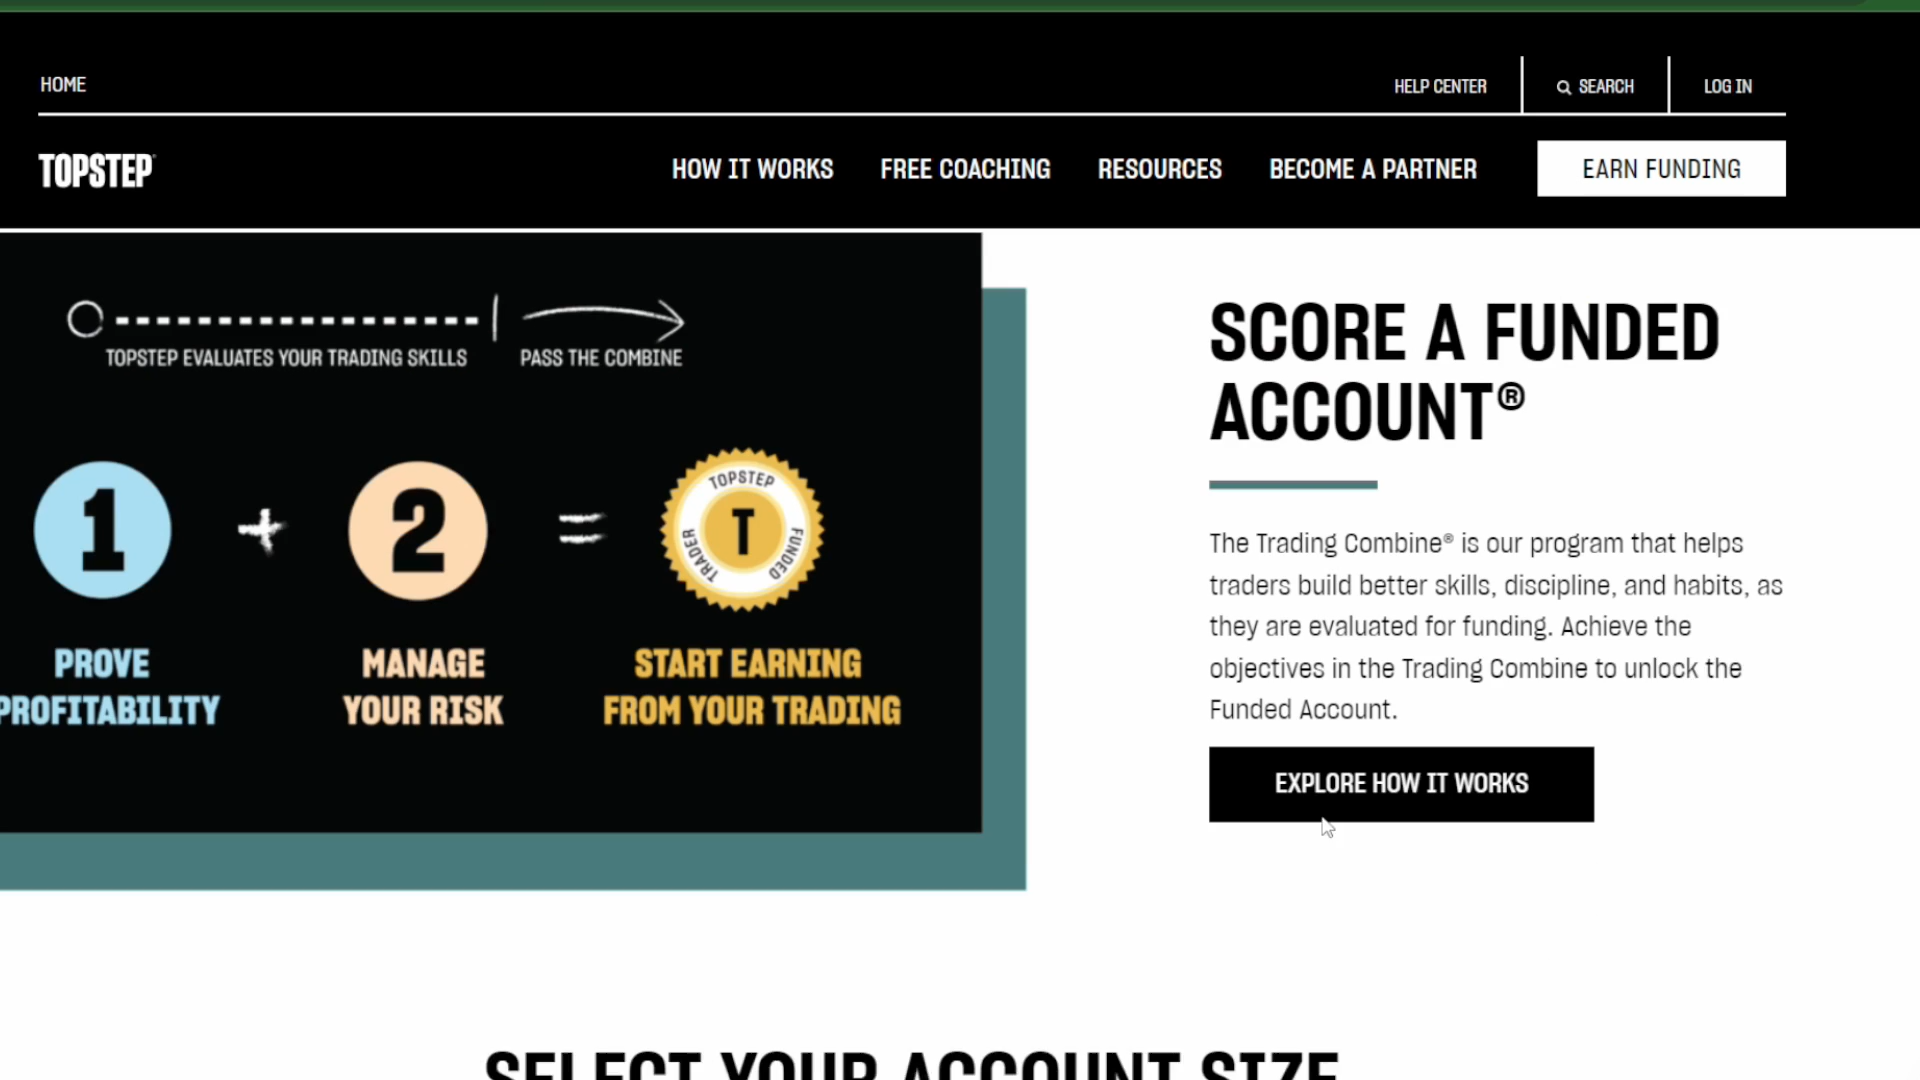 HOME
HELP CENTER
SEARCH
LOG IN
TOPSTEP
HOW IT WORKS
FREE COACHING
RESOURCES
BECOME A PARTNER
EARN FUNDING
TOPSTEP EVALUATES YOUR TRADING SKILLS
PASS THE COMBINE
1
+
2
=
TOPSTEP
T
FUNDED
TRADER
PROVE
PROFITABILITY
MANAGE
YOUR RISK
START EARNING
FROM YOUR TRADING
SCORE A FUNDED
ACCOUNT®
The Trading Combine® is our program that helps
traders build better skills, discipline, and habits, as
they are evaluated for funding. Achieve the
objectives in the Trading Combine to unlock the
Funded Account.
EXPLORE HOW IT WORKS
SELECT YOUR ACCOUNT SIZE